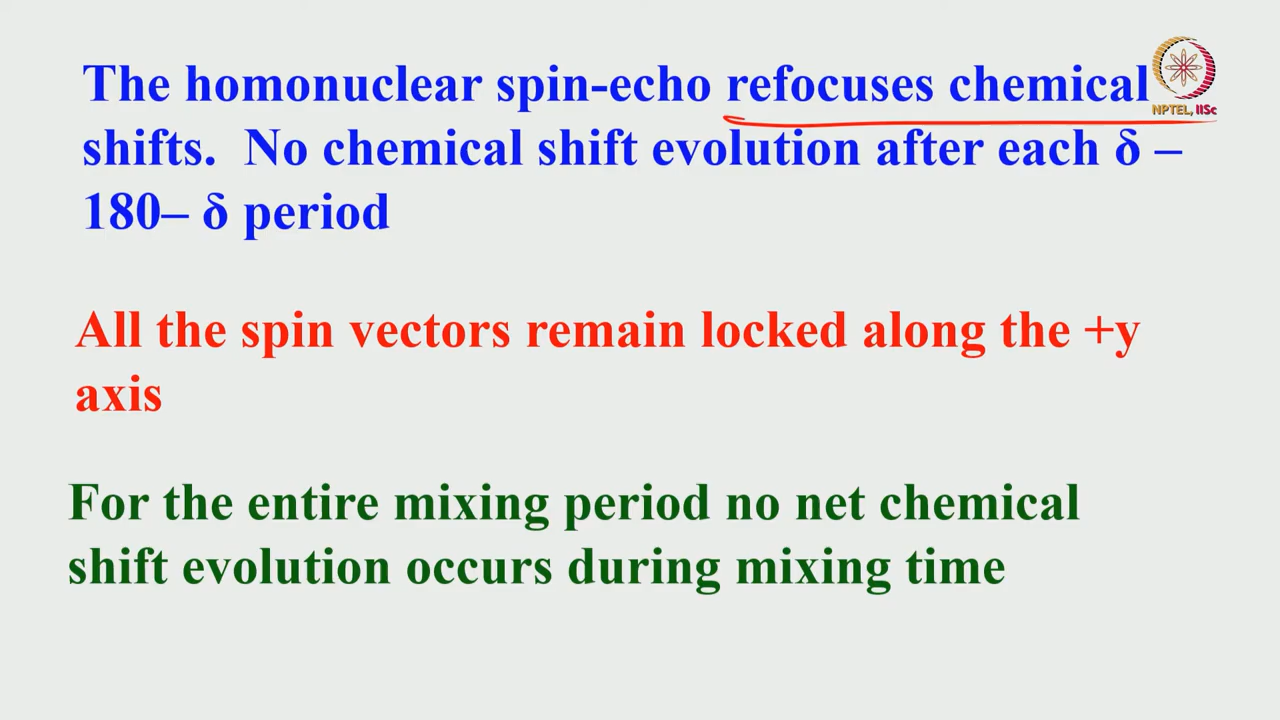 The homonuclear spin-echo refocuses chemical
shifts.  No chemical shift evolution after each δ –
180– δ period
NPTEL, IISc
All the spin vectors remain locked along the +y
axis
For the entire mixing period no net chemical
shift evolution occurs during mixing time